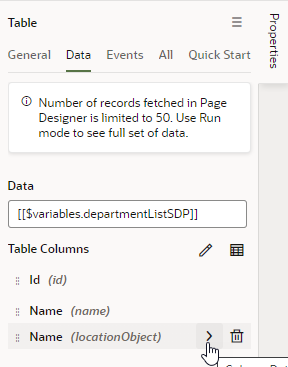 Table
Properties
General Data Events All Quick Start
Number of records fetched in Page
Designer is limited to 50. Use Run
mode to see full set of data.
Data
[[$variables.departmentListSDP]]
Table Columns
Id (id)
Name (name)
Name (locationObject)